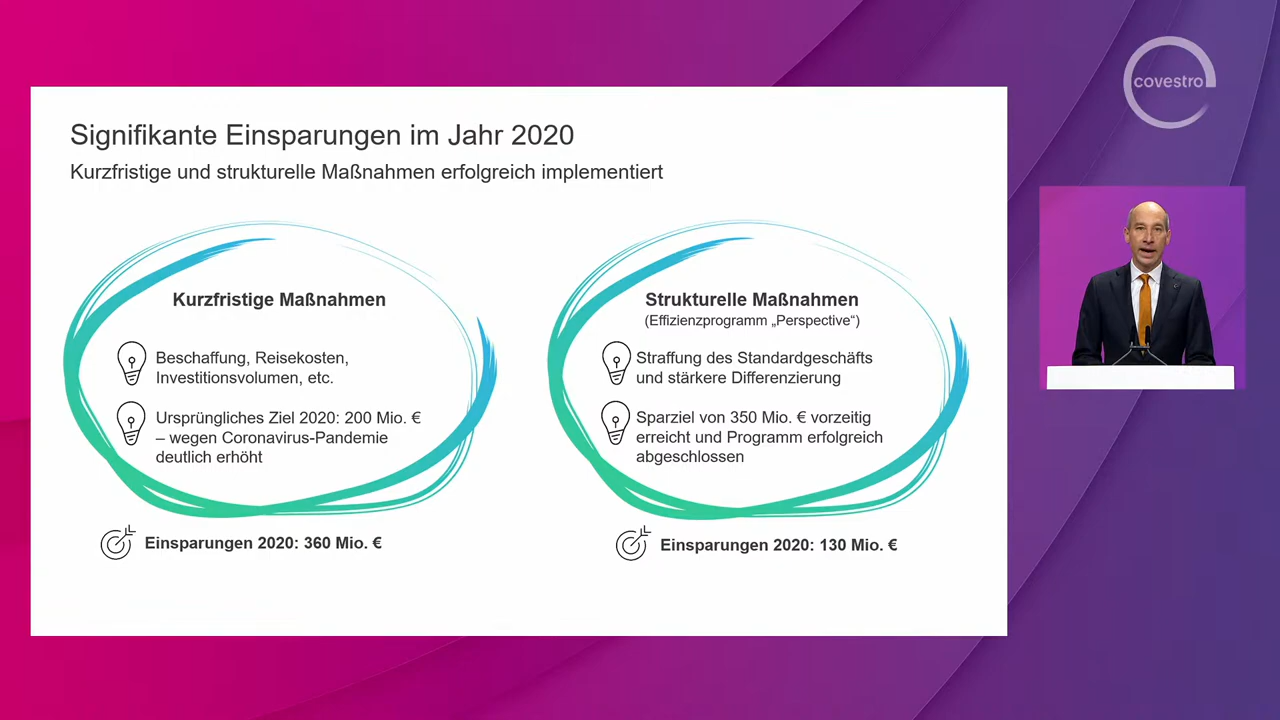 covestro
Signifikante Einsparungen im Jahr 2020
Kurzfristige und strukturelle Maßnahmen erfolgreich implementiert
Kurzfristige Maßnahmen
Beschaffung, Reisekosten,
Investitionsvolumen, etc.
Ursprüngliches Ziel 2020: 200 Mio. €
– wegen Coronavirus-Pandemie
deutlich erhöht
Einsparungen 2020: 360 Mio. €
Strukturelle Maßnahmen
(Effizienzprogramm „Perspective“)
Straffung des Standardgeschäfts
und stärkere Differenzierung
Sparziel von 350 Mio. € vorzeitig
erreicht und Programm erfolgreich
abgeschlossen
Einsparungen 2020: 130 Mio. €